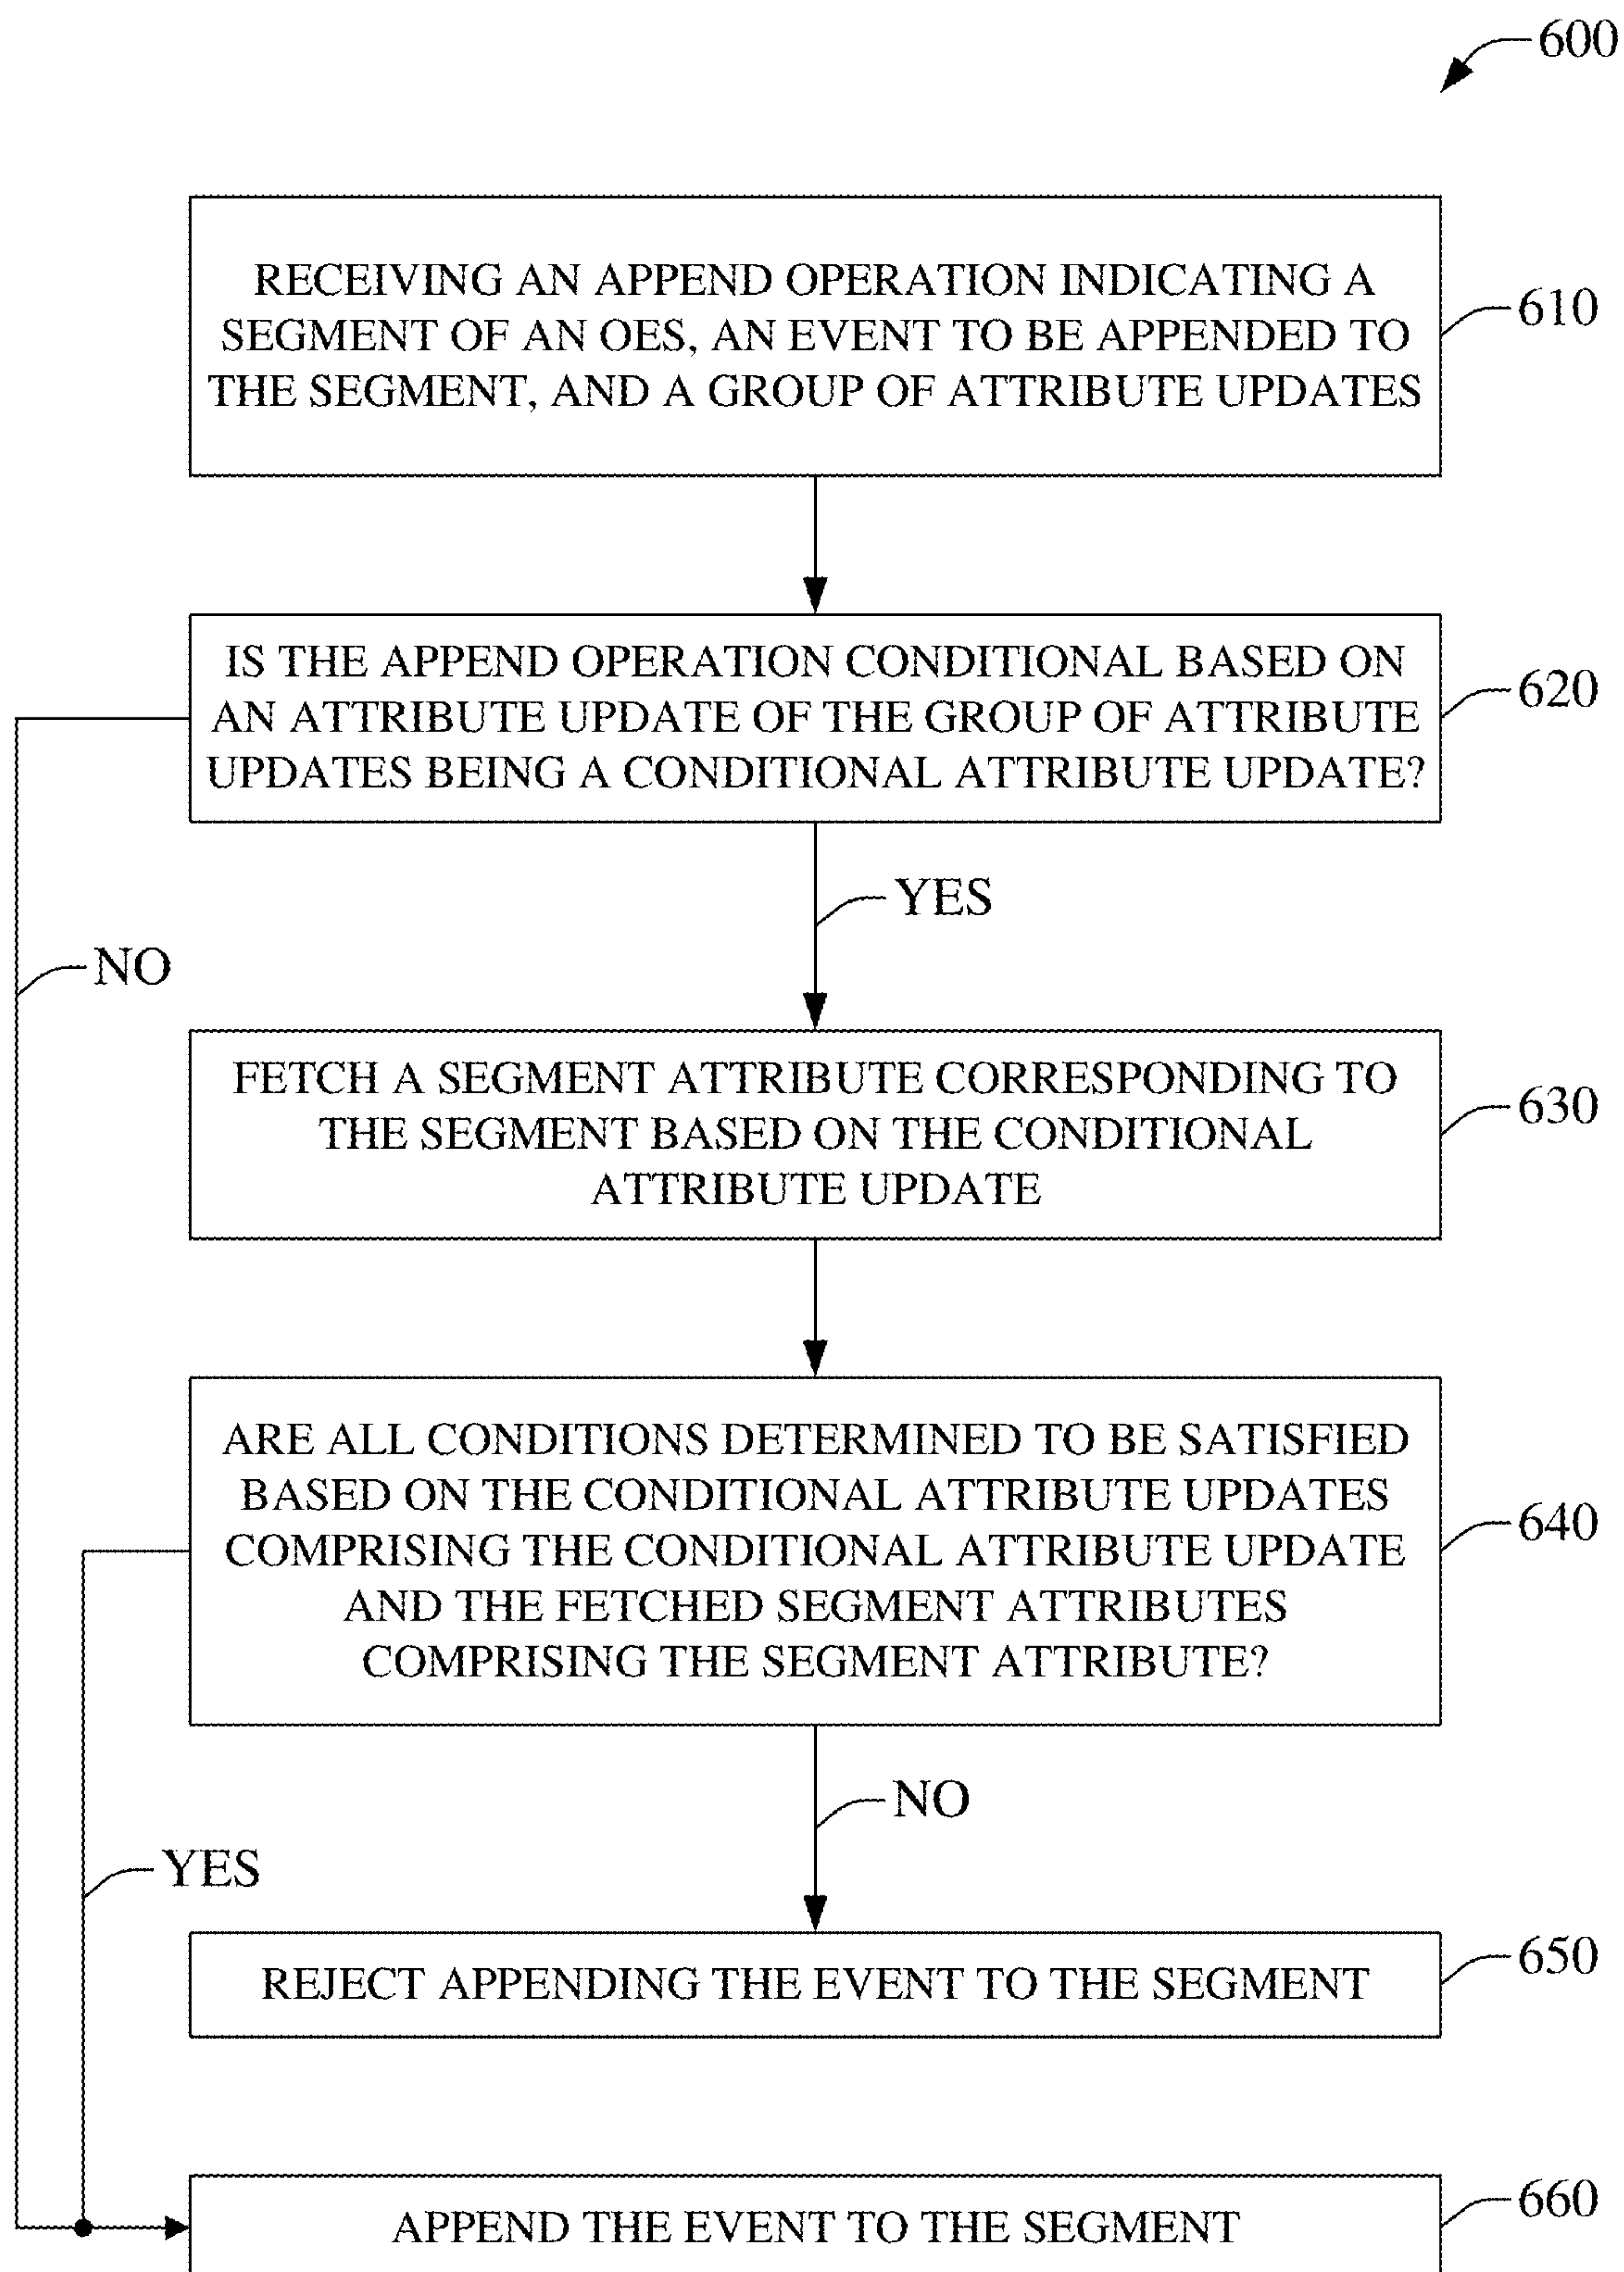 600
RECEIVING AN APPEND OPERATION INDICATING A
SEGMENT OF AN OES, AN EVENT TO BE APPENDED TO
THE SEGMENT, AND A GROUP OF ATTRIBUTE UPDATES
610
IS THE APPEND OPERATION CONDITIONAL BASED ON
AN ATTRIBUTE UPDATE OF THE GROUP OF ATTRIBUTE
UPDATES BEING A CONDITIONAL ATTRIBUTE UPDATE?
620
YES
NO
FETCH A SEGMENT ATTRIBUTE CORRESPONDING TO
THE SEGMENT BASED ON THE CONDITIONAL
ATTRIBUTE UPDATE
630
ARE ALL CONDITIONS DETERMINED TO BE SATISFIED
BASED ON THE CONDITIONAL ATTRIBUTE UPDATES
COMPRISING THE CONDITIONAL ATTRIBUTE UPDATE
AND THE FETCHED SEGMENT ATTRIBUTES
COMPRISING THE SEGMENT ATTRIBUTE?
640
NO
YES
REJECT APPENDING THE EVENT TO THE SEGMENT
650
APPEND THE EVENT TO THE SEGMENT
660